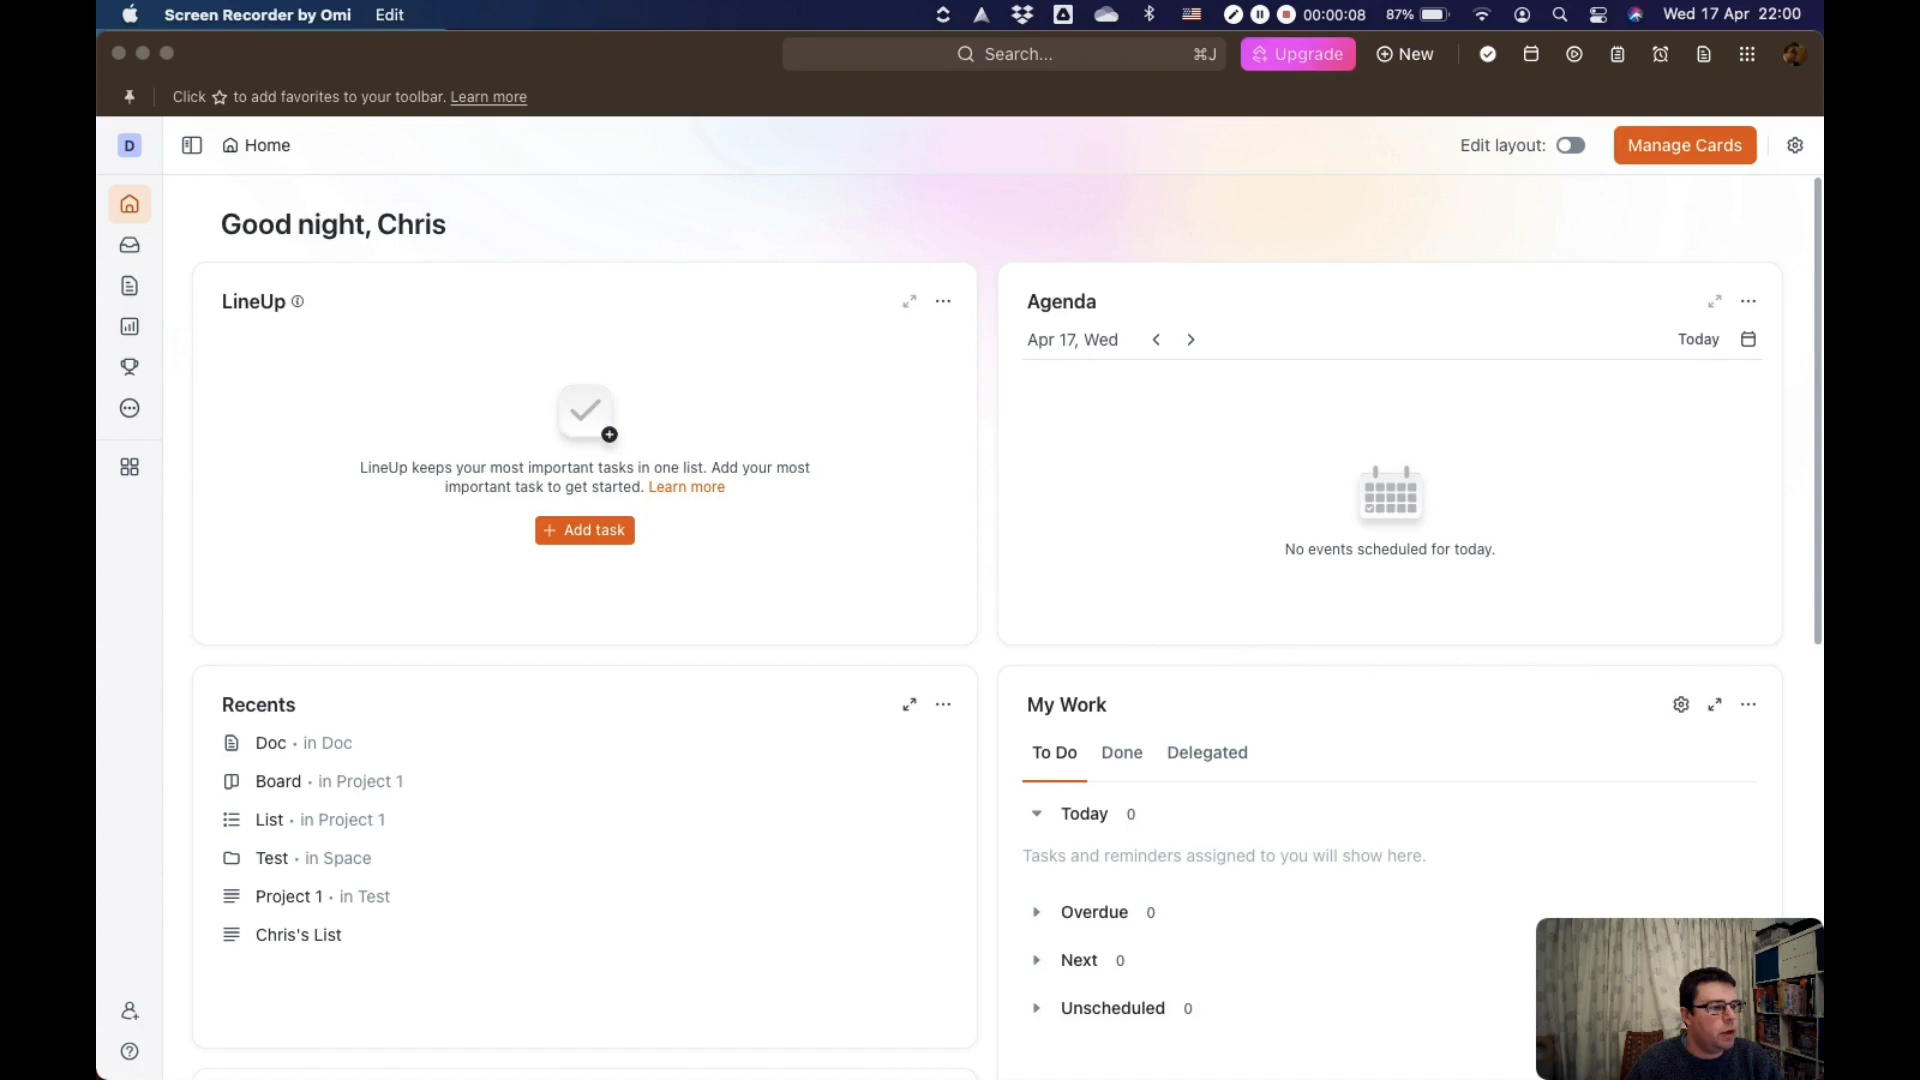 Screen Recorder by Omi Edit 00:00:08 87% Wed 17 Apr 22:00
Search... ⌘J Upgrade New
Click ☆ to add favorites to your toolbar. Learn more
D Home Edit layout: Manage Cards
Good night, Chris
LineUp
LineUp keeps your most important tasks in one list. Add your most
important task to get started. Learn more
+ Add task
Agenda
Apr 17, Wed Today
No events scheduled for today.
Recents
Doc • in Doc
Board • in Project 1
List • in Project 1
Test • in Space
Project 1 • in Test
Chris's List
My Work
To Do Done Delegated
Today 0
Tasks and reminders assigned to you will show here.
Overdue 0
Next 0
Unscheduled 0